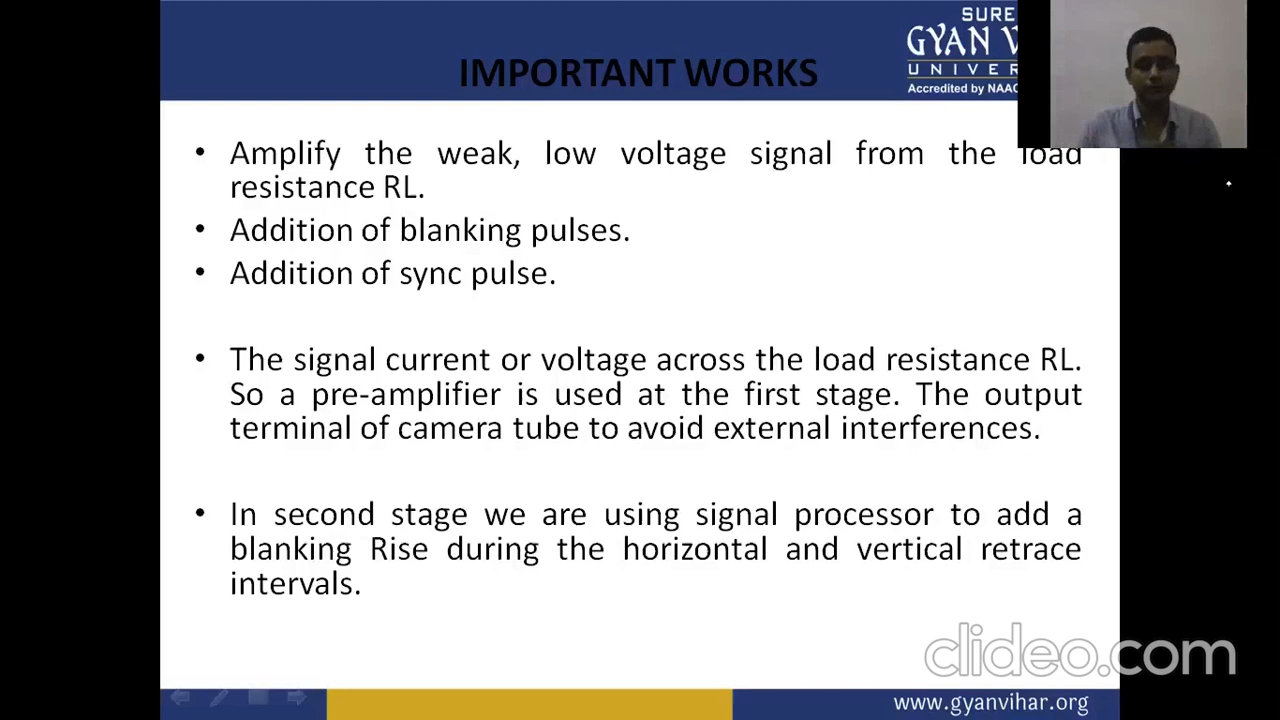 SURE
GYAN V
UNIVER
Accredited by NAAC
IMPORTANT WORKS
• Amplify the weak, low voltage signal from the load
resistance RL.
• Addition of blanking pulses.
• Addition of sync pulse.
• The signal current or voltage across the load resistance RL.
So a pre-amplifier is used at the first stage. The output
terminal of camera tube to avoid external interferences.
• In second stage we are using signal processor to add a
blanking Rise during the horizontal and vertical retrace
intervals.
clideo.com
www.gyanvihar.org